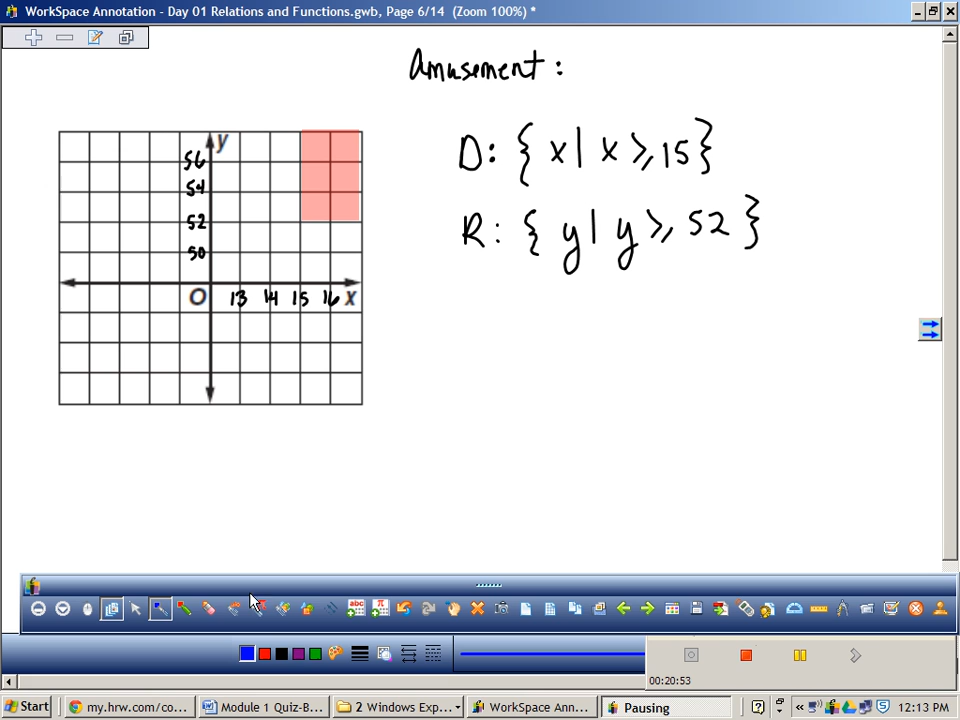 WorkSpace Annotation - Day 01 Relations and Functions.gwb, Page 6/14 (Zoom 100%) *
Amusement:
y
56
54
52
50
O 13 14 15 16 x
D: { x | x ≥ 15 }
R: { y | y ≥ 52 }
abc
π
00:20:53
Start
my.hrw.com/co...
Module 1 Quiz-B...
2 Windows Exp...
WorkSpace Ann...
Pausing
12:13 PM